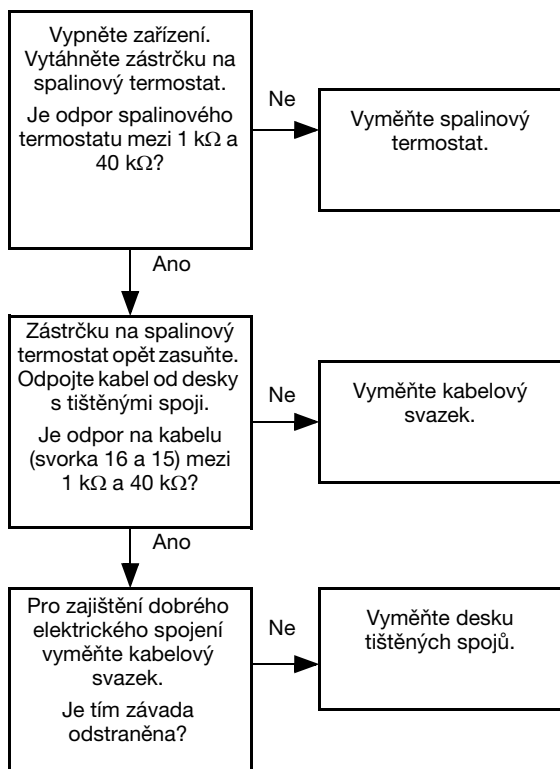 Vypněte zařízení.
Vytáhněte zástrčku na
spalinový termostat.
Je odpor spalinového
termostatu mezi 1 kΩ a
40 kΩ?
Ne
Vyměňte spalinový
termostat.
Ano
Zástrčku na spalinový
termostat opět zasuňte.
Odpojte kabel od desky
s tištěnými spoji.
Je odpor na kabelu
(svorka 16 a 15) mezi
1 kΩ a 40 kΩ?
Ne
Vyměňte kabelový
svazek.
Ano
Pro zajištění dobrého
elektrického spojení
vyměňte kabelový
svazek.
Je tím závada
odstraněna?
Ne
Vyměňte desku
tištěných spojů.